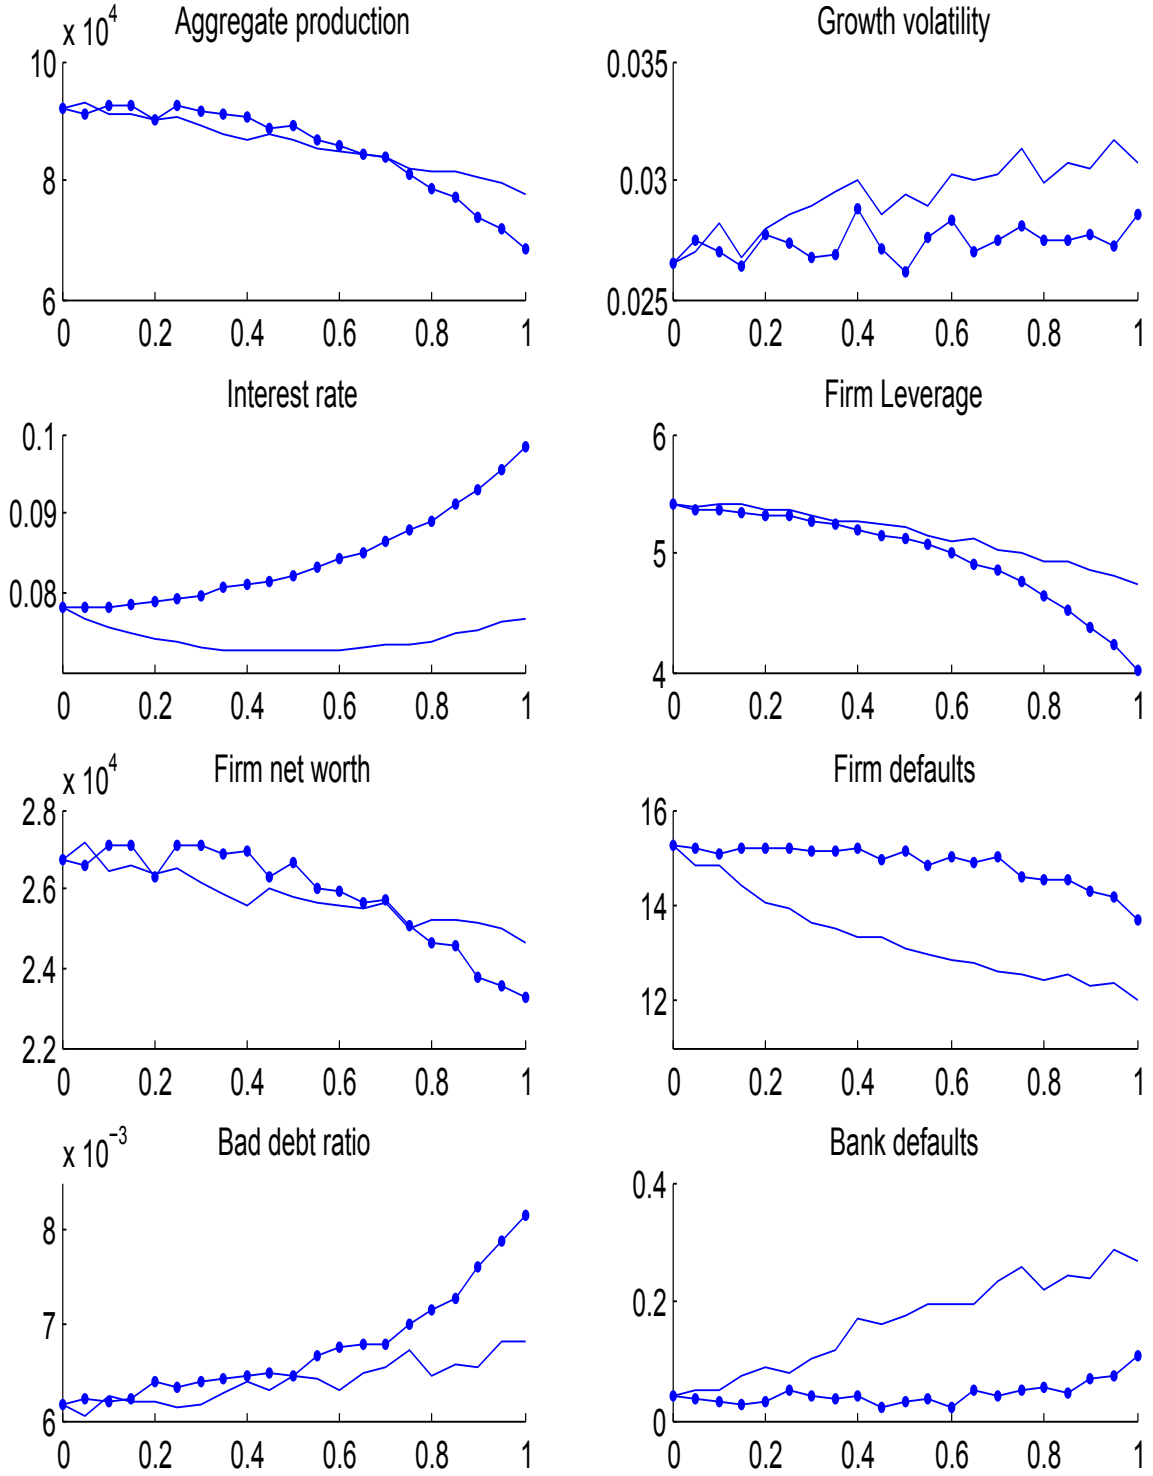 Aggregate production
x 10^4
10
8
6
0 0.2 0.4 0.6 0.8 1
Growth volatility
0.035
0.03
0.025
0 0.2 0.4 0.6 0.8 1
Interest rate
0.1
0.09
0.08
0 0.2 0.4 0.6 0.8 1
Firm Leverage
6
5
4
0 0.2 0.4 0.6 0.8 1
Firm net worth
x 10^4
2.8
2.6
2.4
2.2
0 0.2 0.4 0.6 0.8 1
Firm defaults
16
14
12
0 0.2 0.4 0.6 0.8 1
Bad debt ratio
x 10^−3
8
7
6
0 0.2 0.4 0.6 0.8 1
Bank defaults
0.4
0.2
0
0 0.2 0.4 0.6 0.8 1